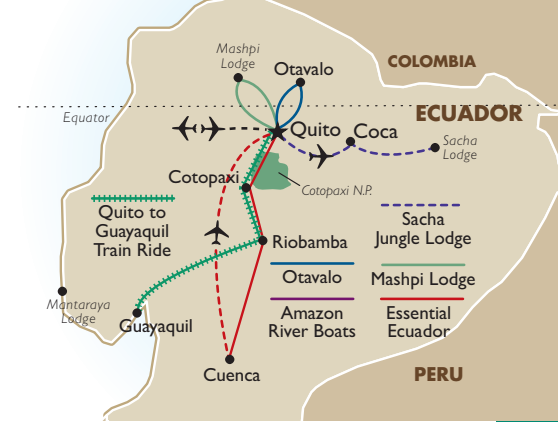 Mashpi
Lodge
Otavalo
COLOMBIA
Equator
ECUADOR
Quito
Coca
Sacha
Lodge
Cotopaxi
Cotopaxi N.P.
Quito to
Guayaquil
Train Ride
Sacha
Jungle Lodge
Riobamba
Otavalo
Mashpi Lodge
Mantaraya
Lodge
Guayaquil
Amazon
River Boats
Essential
Ecuador
Cuenca
PERU